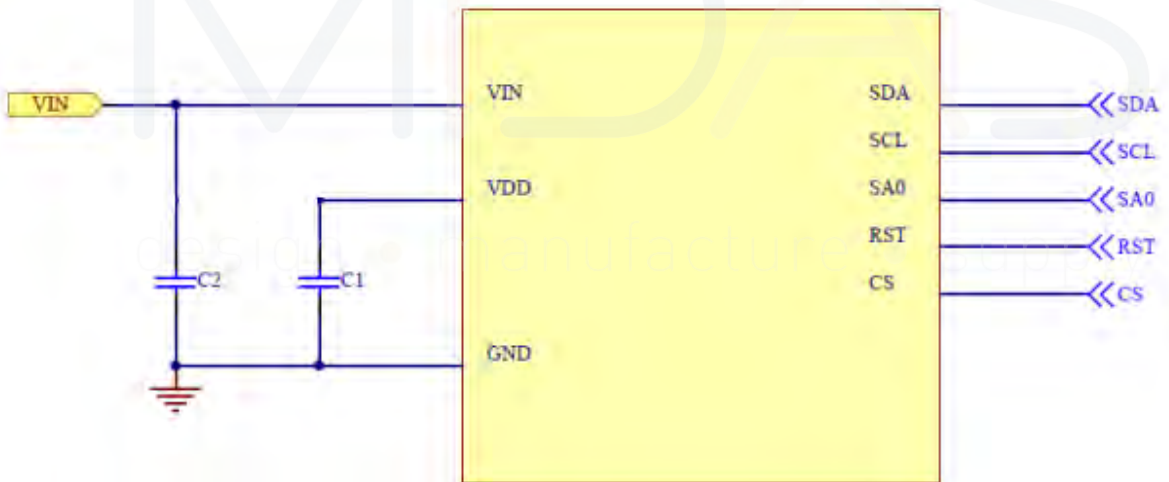 MIDAS
design • manufacture • supp
VIN
VIN
SDA
SDA
SCL
SCL
VDD
SA0
SA0
RST
RST
C2
C1
CS
CS
GND